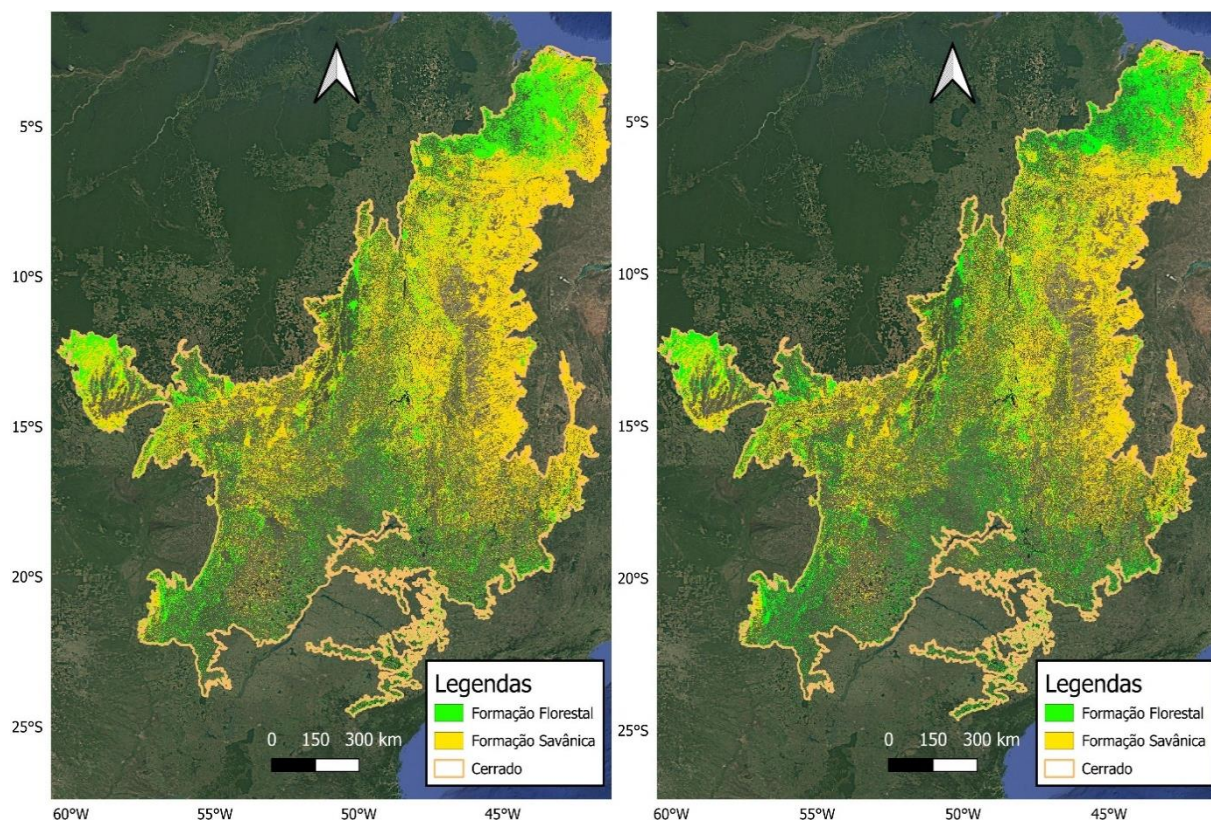 5°S
10°S
15°S
20°S
25°S
60°W 55°W 50°W 45°W
0 150 300 km
Legendas
Formação Florestal
Formação Savânica
Cerrado
5°S
10°S
15°S
20°S
25°S
60°W 55°W 50°W 45°W
0 150 300 km
Legendas
Formação Florestal
Formação Savânica
Cerrado